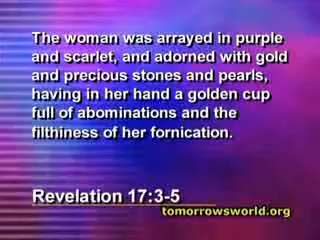 The woman was arrayed in purple
and scarlet, and adorned with gold
and precious stones and pearls,
having in her hand a golden cup
full of abominations and the
filthiness of her fornication.
Revelation 17:3-5
tomorrowsworld.org